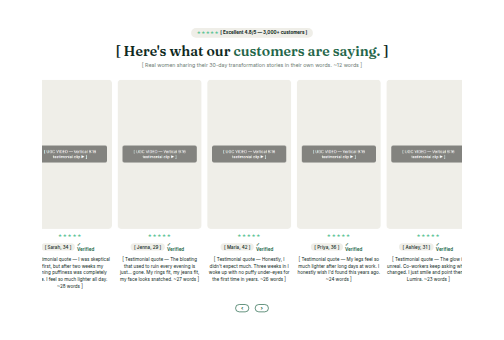 ★★★★★ [ Excellent 4.8/5 — 3,000+ customers ]
[ Here's what our customers are saying. ]
[ Real women sharing their 30-day transformation stories in their own words. ~12 words ]
[ UGC VIDEO — Vertical 9:16
testimonial clip ▶ ]
[ UGC VIDEO — Vertical 9:16
testimonial clip ▶ ]
[ UGC VIDEO — Vertical 9:16
testimonial clip ▶ ]
[ UGC VIDEO — Vertical 9:16
testimonial clip ▶ ]
[ UGC VIDEO — Vertical 9:16
testimonial clip ▶ ]
★★★★★
[ Sarah, 34 ] ✓ Verified
timonial quote — I was skeptical
first, but after two weeks my
ning puffiness was completely
. I feel so much lighter all day.
~28 words ]
★★★★★
[ Jenna, 29 ] ✓ Verified
[ Testimonial quote — The bloating
that used to ruin every evening is
just... gone. My rings fit, my jeans fit,
my face looks snatched. ~27 words ]
★★★★★
[ Maria, 42 ] ✓ Verified
[ Testimonial quote — Honestly, I
didn't expect much. Three weeks in I
woke up with no puffy under-eyes for
the first time in years. ~26 words ]
★★★★★
[ Priya, 36 ] ✓ Verified
[ Testimonial quote — My legs feel so
much lighter after long days at work. I
honestly wish I'd found this years ago.
~24 words ]
★★★★★
[ Ashley, 31 ] ✓ Verified
[ Testimonial quote — The glow i
unreal. Co-workers keep asking wh
changed. I just smile and point them
Lumira. ~23 words ]